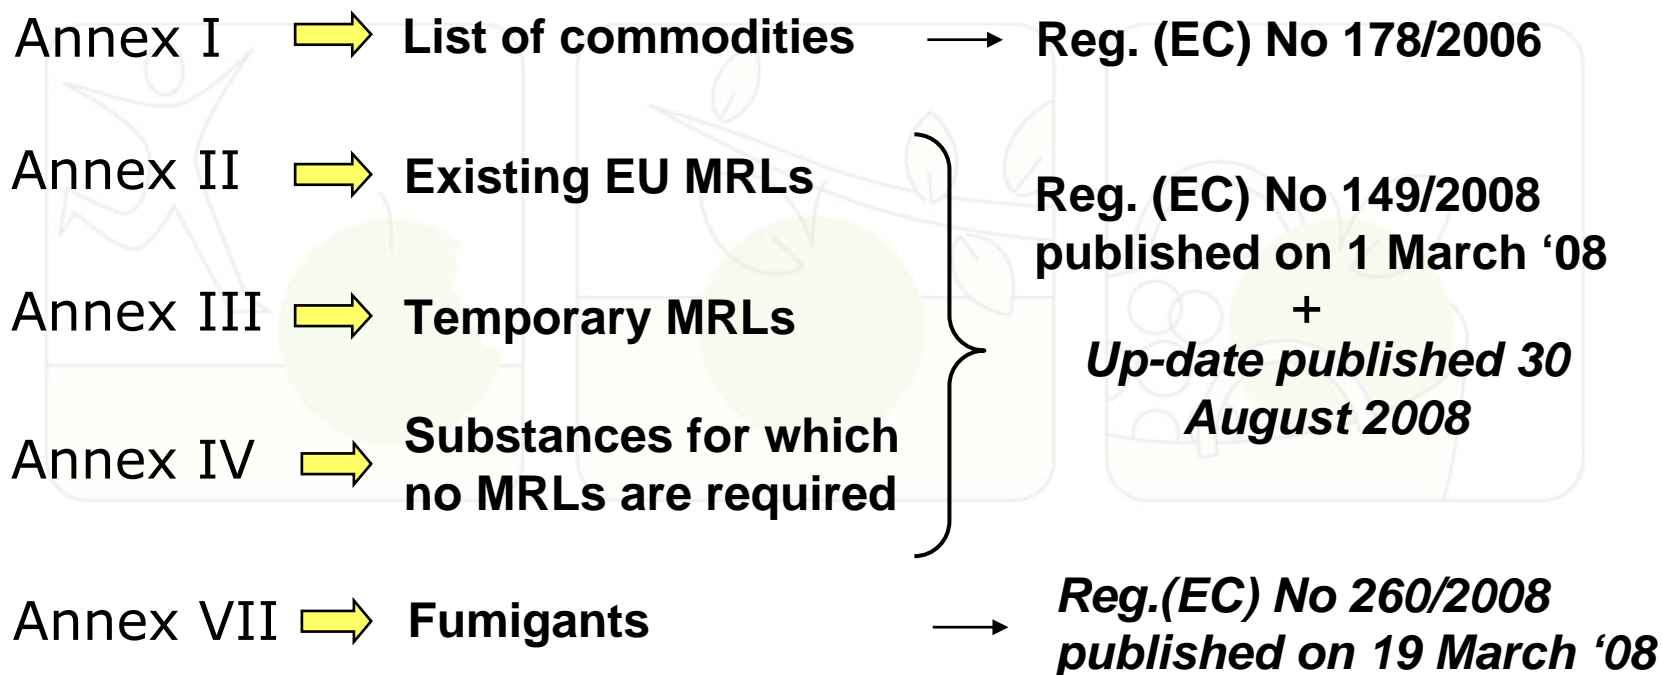 Annex I List of commodities Reg. (EC) No 178/2006
Annex II Existing EU MRLs
Reg. (EC) No 149/2008
published on 1 March ‘08
+
Up-date published 30
August 2008
Annex III Temporary MRLs
Annex IV Substances for which
no MRLs are required
Annex VII Fumigants Reg.(EC) No 260/2008
published on 19 March ‘08